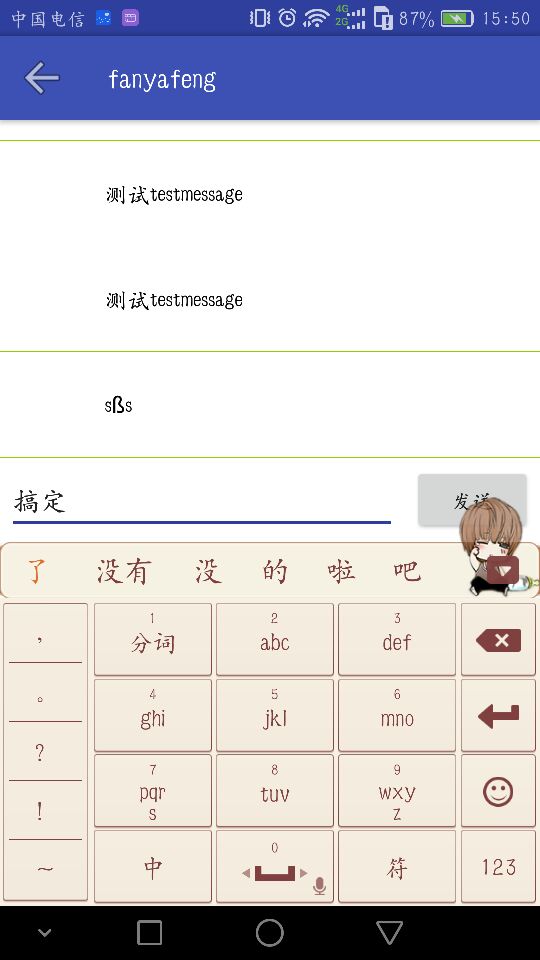 中国电信 4G 2G 87% 15:50
fanyafeng
测试testmessage
测试testmessage
sßs
搞定 发送
了 没有 没 的 啦 吧
, 1 2 3
分词 abc def
。 4 5 6
ghi jkl mno
? 7 8 9
pqrs tuv wxyz
! 0
~ 中 符 123